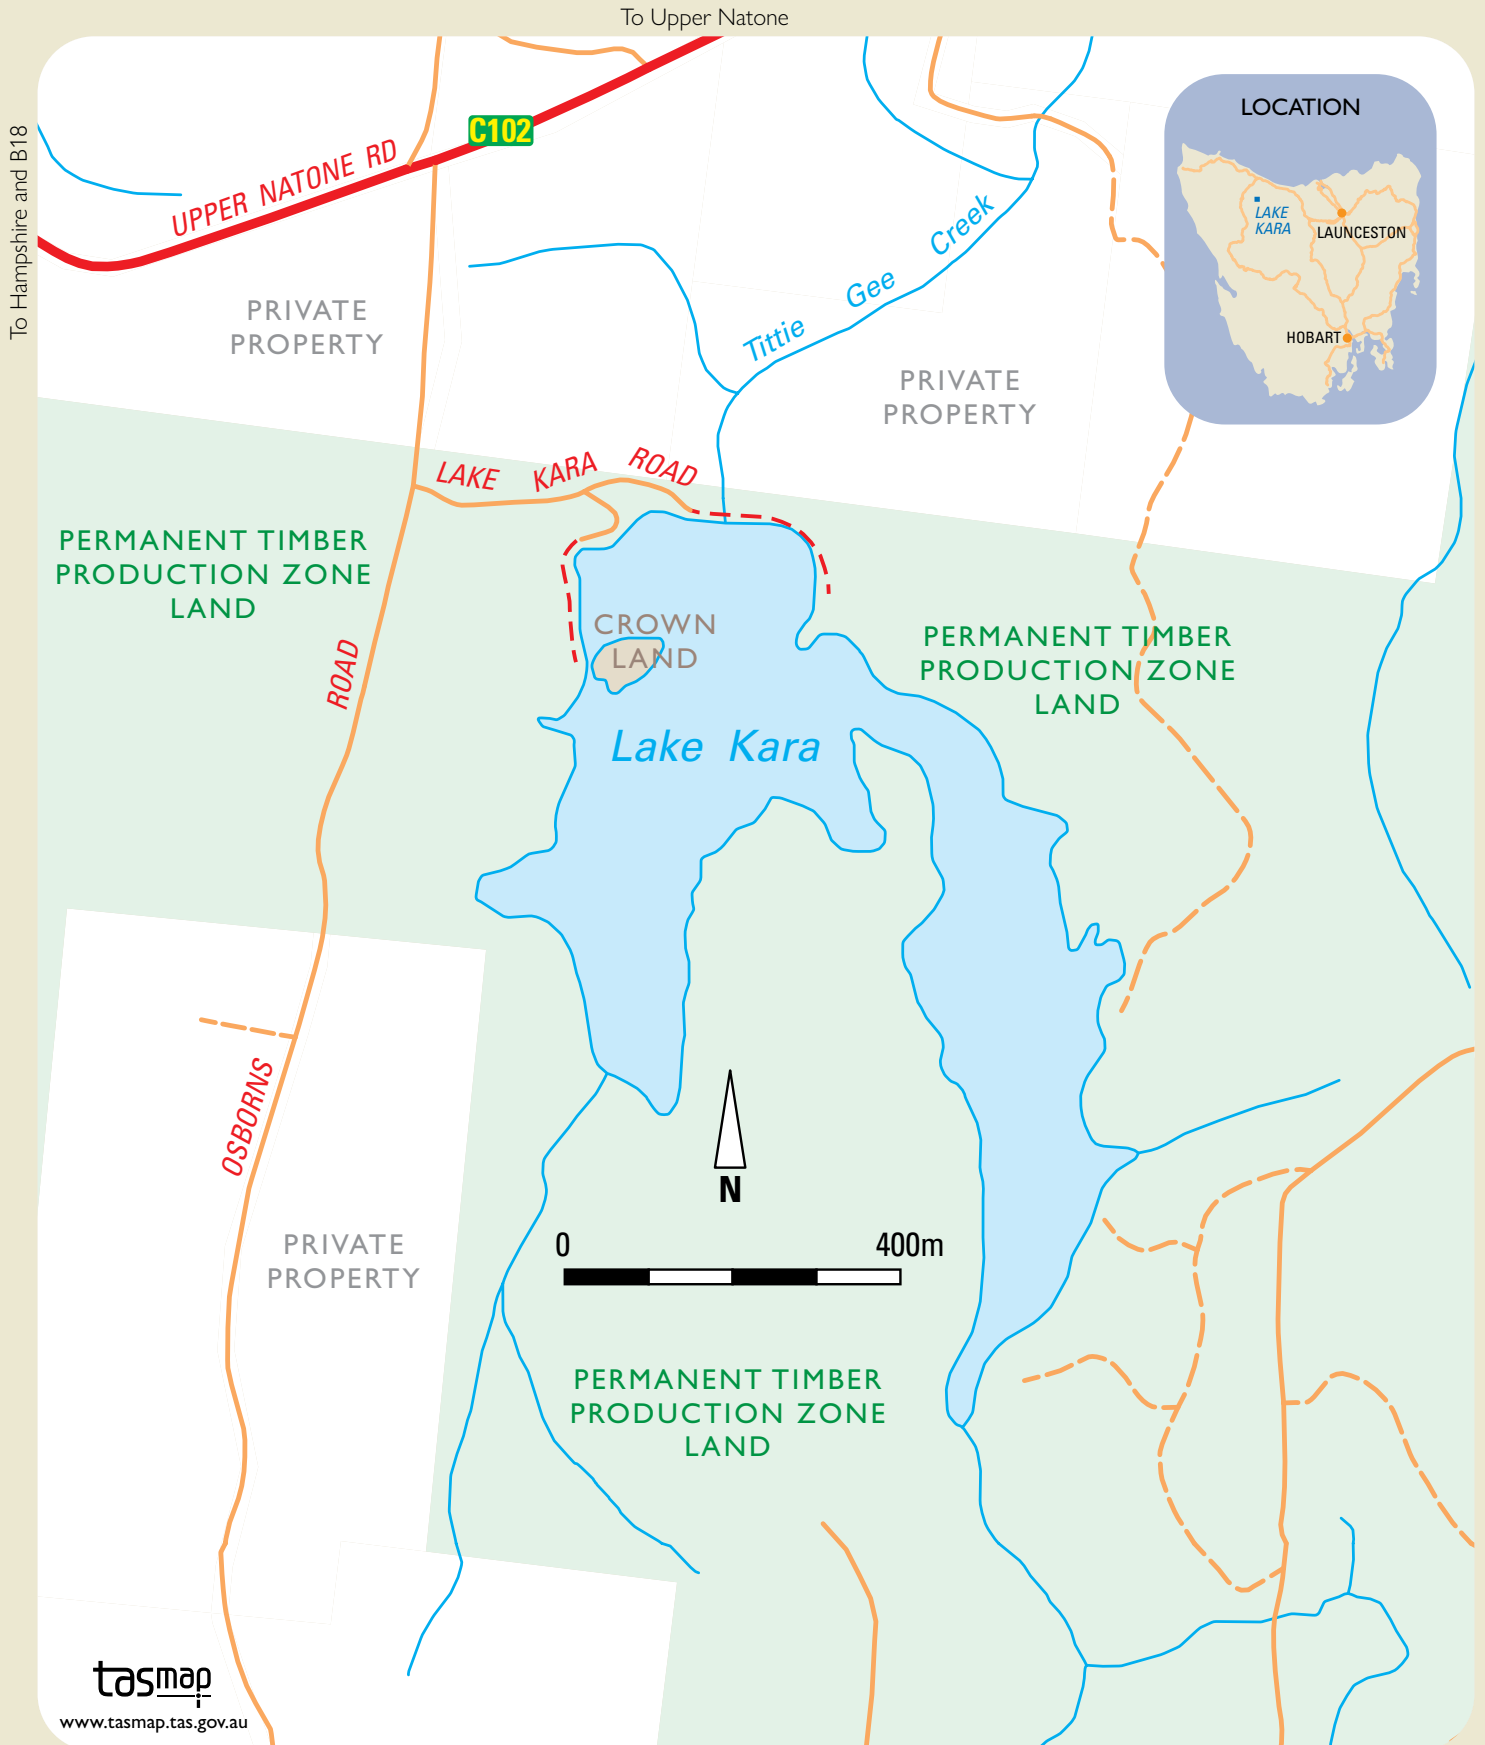 To Upper Natone
To Hampshire and B18
C102
UPPER NATONE RD
LOCATION
LAKE
KARA
LAUNCESTON
HOBART
Tittie Gee Creek
PRIVATE
PROPERTY
PRIVATE
PROPERTY
LAKE KARA ROAD
PERMANENT TIMBER
PRODUCTION ZONE
LAND
CROWN
LAND
PERMANENT TIMBER
PRODUCTION ZONE
LAND
Lake Kara
OSBORNS ROAD
N
0 400m
PRIVATE
PROPERTY
PERMANENT TIMBER
PRODUCTION ZONE
LAND
tasmap
www.tasmap.tas.gov.au